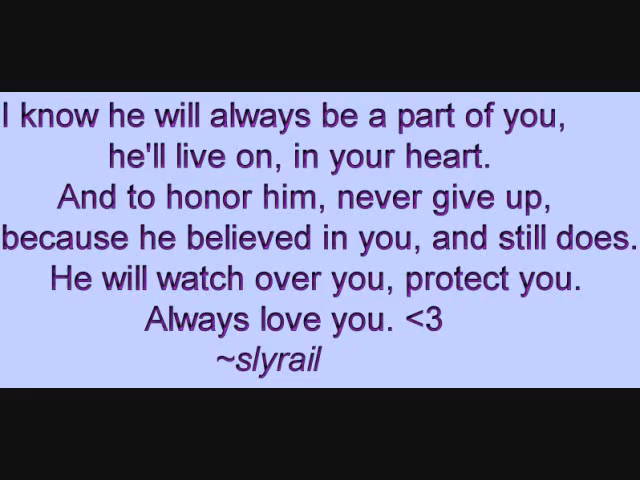 I know he will always be a part of you,
he'll live on, in your heart.
And to honor him, never give up,
because he believed in you, and still does.
He will watch over you, protect you.
Always love you. <3
~slyrail